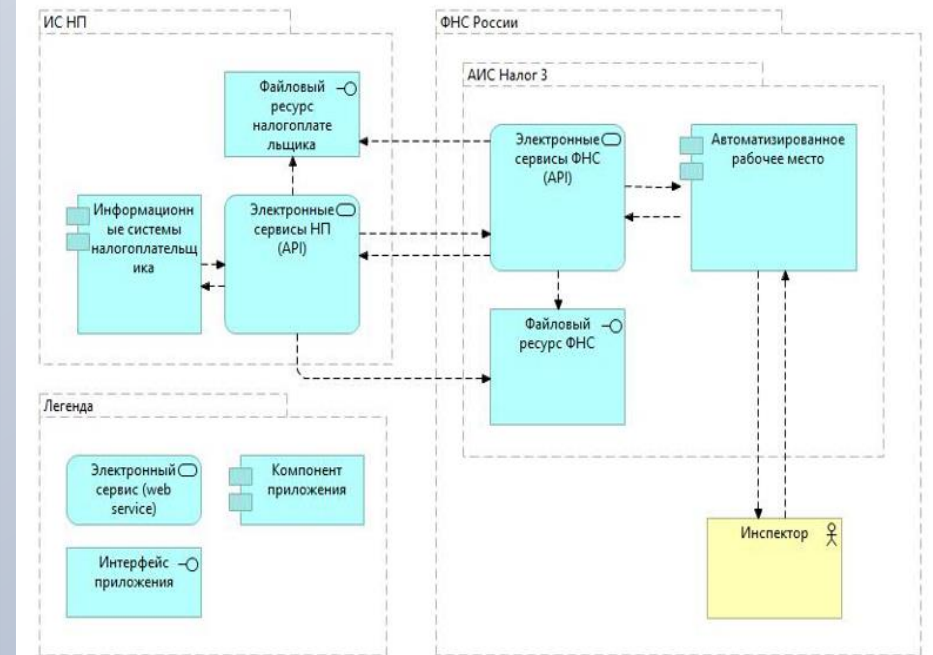 ИС НП
Файловый
ресурс
налогоплате
льщика
Информационн
ые системы
налогоплательщ
ика
Электронные
сервисы НП
(API)
ФНС России
АИС Налог 3
Электронные
сервисы ФНС
(API)
Автоматизированное
рабочее место
Файловый
ресурс ФНС
Инспектор
Легенда
Электронный
сервис (web
service)
Компонент
приложения
Интерфейс
приложения